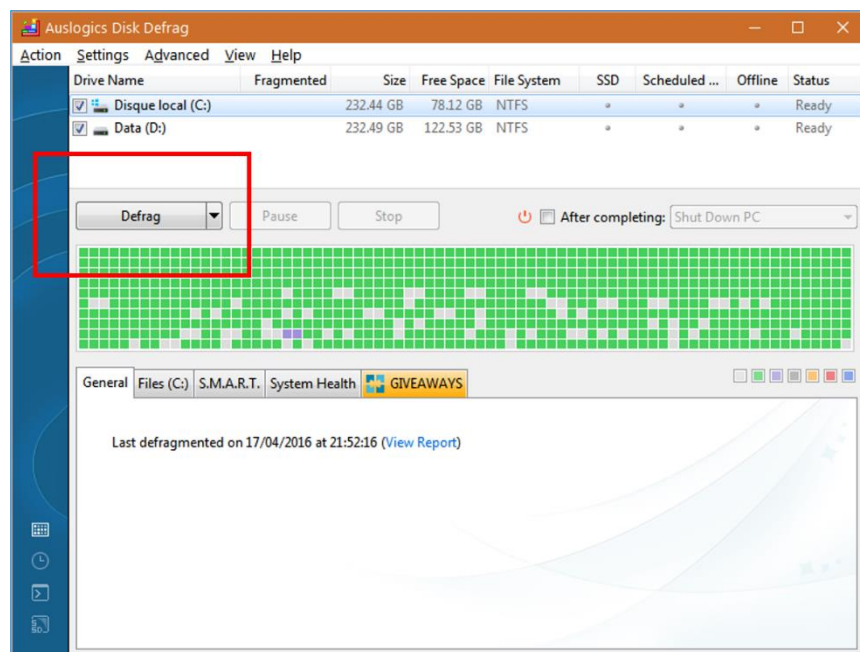 Auslogics Disk Defrag
Action Settings Advanced View Help
Drive Name Fragmented Size Free Space File System SSD Scheduled ... Offline Status
Disque local (C:) 232.44 GB 78.12 GB NTFS Ready
Data (D:) 232.49 GB 122.53 GB NTFS Ready
Defrag Pause Stop After completing: Shut Down PC
General Files (C:) S.M.A.R.T. System Health GIVEAWAYS
Last defragmented on 17/04/2016 at 21:52:16 (View Report)